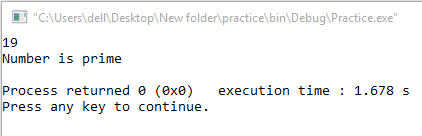 "C:\Users\dell\Desktop\New folder\practice\bin\Debug\Practice.exe"
19
Number is prime
Process returned 0 (0x0)   execution time : 1.678 s
Press any key to continue.